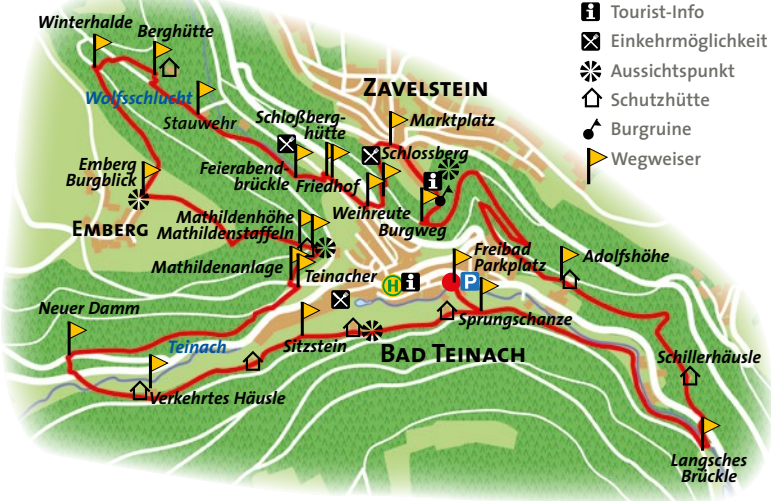 Winterhalde
Berghütte
Tourist-Info
Einkehrmöglichkeit
Aussichtspunkt
Schutzhütte
Burgruine
Wegweiser
Wolfsschlucht
Stauwehr
ZAVELSTEIN
Marktplatz
Schloßberg-
hütte
Schlossberg
Feierabend-
brückle
Friedhof
Emberg
Burgblick
EMBERG
Weihreute
Burgweg
Mathildenhöhe
Mathildenstaffeln
Mathildenanlage
Teinacher
H
P
Freibad
Parkplatz
Adolfshöhe
Neuer Damm
Teinach
Sitzstein
Sprungschanze
BAD TEINACH
Schillerhäusle
Verkehrtes Häusle
Langsches
Brückle